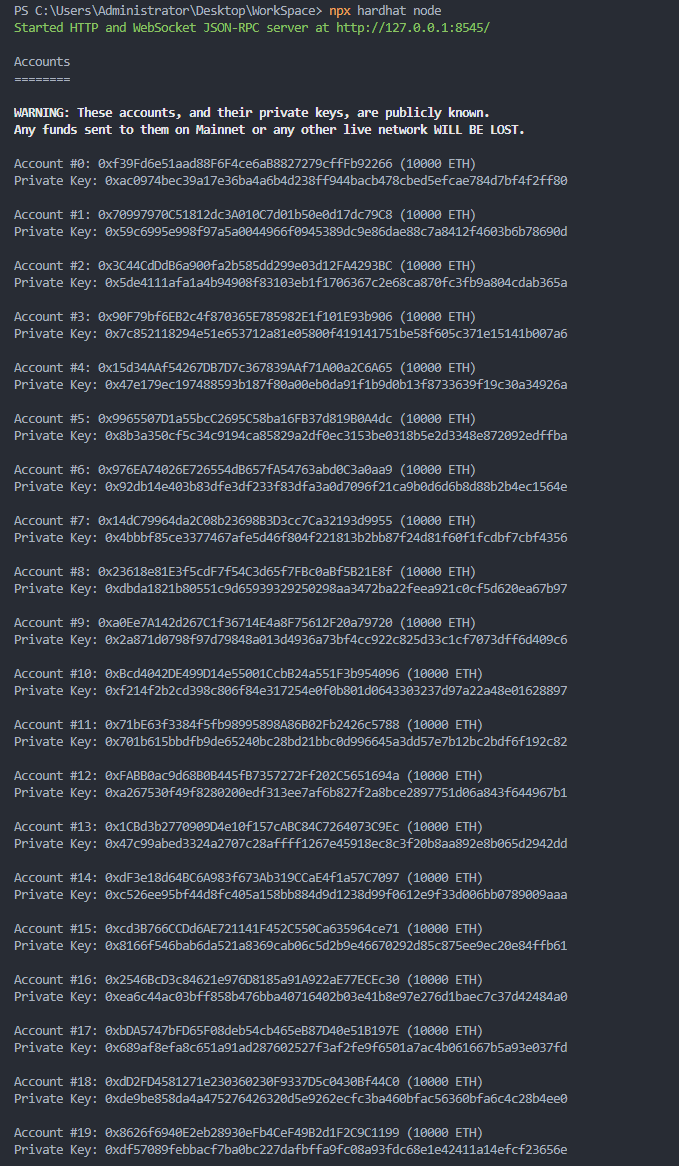 PS C:\Users\Administrator\Desktop\WorkSpace> npx hardhat node
Started HTTP and WebSocket JSON-RPC server at http://127.0.0.1:8545/
Accounts
========
WARNING: These accounts, and their private keys, are publicly known.
Any funds sent to them on Mainnet or any other live network WILL BE LOST.
Account #0: 0xf39Fd6e51aad88F6F4ce6aB8827279cffFb92266 (10000 ETH)
Private Key: 0xac0974bec39a17e36ba4a6b4d238ff944bacb478cbed5efcae784d7bf4f2ff80
Account #1: 0x70997970C51812dc3A010C7d01b50e0d17dc79C8 (10000 ETH)
Private Key: 0x59c6995e998f97a5a0044966f0945389dc9e86dae88c7a8412f4603b6b78690d
Account #2: 0x3C44CdDdB6a900fa2b585dd299e03d12FA4293BC (10000 ETH)
Private Key: 0x5de4111afa1a4b94908f83103eb1f1706367c2e68ca870fc3fb9a804cdab365a
Account #3: 0x90F79bf6EB2c4f870365E785982E1f101E93b906 (10000 ETH)
Private Key: 0x7c852118294e51e653712a81e05800f419141751be58f605c371e15141b007a6
Account #4: 0x15d34AAf54267DB7D7c367839AAf71A00a2C6A65 (10000 ETH)
Private Key: 0x47e179ec197488593b187f80a00eb0da91f1b9d0b13f8733639f19c30a34926a
Account #5: 0x9965507D1a55bcC2695C58ba16FB37d819B0A4dc (10000 ETH)
Private Key: 0x8b3a350cf5c34c9194ca85829a2df0ec3153be0318b5e2d3348e872092edffba
Account #6: 0x976EA74026E726554dB657fA54763abd0C3a0aa9 (10000 ETH)
Private Key: 0x92db14e403b83dfe3df233f83dfa3a0d7096f21ca9b0d6d6b8d88b2b4ec1564e
Account #7: 0x14dC79964da2C08b23698B3D3cc7Ca32193d9955 (10000 ETH)
Private Key: 0x4bbbf85ce3377467afe5d46f804f221813b2bb87f24d81f60f1fcdbf7cbf4356
Account #8: 0x23618e81E3f5cdF7f54C3d65f7FBc0aBf5B21E8f (10000 ETH)
Private Key: 0xdbda1821b80551c9d65939329250298aa3472ba22feea921c0cf5d620ea67b97
Account #9: 0xa0Ee7A142d267C1f36714E4a8F75612F20a79720 (10000 ETH)
Private Key: 0x2a871d0798f97d79848a013d4936a73bf4cc922c825d33c1cf7073dff6d409c6
Account #10: 0xBcd4042DE499D14e55001CcbB24a551F3b954096 (10000 ETH)
Private Key: 0xf214f2b2cd398c806f84e317254e0f0b801d0643303237d97a22a48e01628897
Account #11: 0x71bE63f3384f5fb98995898A86B02Fb2426c5788 (10000 ETH)
Private Key: 0x701b615bbdfb9de65240bc28bd21bbc0d996645a3dd57e7b12bc2bdf6f192c82
Account #12: 0xFABB0ac9d68B0B445fB7357272Ff202C5651694a (10000 ETH)
Private Key: 0xa267530f49f8280200edf313ee7af6b827f2a8bce2897751d06a843f644967b1
Account #13: 0x1CBd3b2770909D4e10f157cABC84C7264073C9Ec (10000 ETH)
Private Key: 0x47c99abed3324a2707c28affff1267e45918ec8c3f20b8aa892e8b065d2942dd
Account #14: 0xdF3e18d64BC6A983f673Ab319CCaE4f1a57C7097 (10000 ETH)
Private Key: 0xc526ee95bf44d8fc405a158bb884d9d1238d99f0612e9f33d006bb0789009aaa
Account #15: 0xcd3B766CCDd6AE721141F452C550Ca635964ce71 (10000 ETH)
Private Key: 0x8166f546bab6da521a8369cab06c5d2b9e46670292d85c875ee9ec20e84ffb61
Account #16: 0x2546BcD3c84621e976D8185a91A922aE77ECEc30 (10000 ETH)
Private Key: 0xea6c44ac03bff858b476bba40716402b03e41b8e97e276d1baec7c37d42484a0
Account #17: 0xbDA5747bFD65F08deb54cb465eB87D40e51B197E (10000 ETH)
Private Key: 0x689af8efa8c651a91ad287602527f3af2fe9f6501a7ac4b061667b5a93e037fd
Account #18: 0xdD2FD4581271e230360230F9337D5c0430Bf44C0 (10000 ETH)
Private Key: 0xde9be858da4a475276426320d5e9262ecfc3ba460bfac56360bfa6c4c28b4ee0
Account #19: 0x8626f6940E2eb28930eFb4CeF49B2d1F2C9C1199 (10000 ETH)
Private Key: 0xdf57089febbacf7ba0bc227dafbffa9fc08a93fdc68e1e42411a14efcf23656e